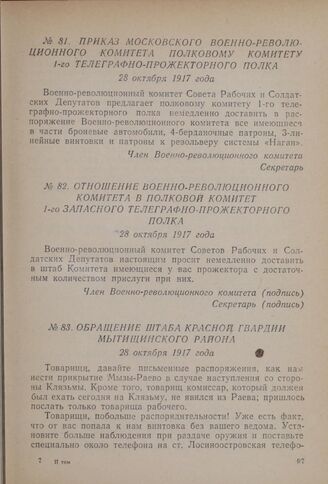 № 81. ПРИКАЗ МОСКОВСКОГО ВОЕННО-РЕВОЛЮ-
ЦИОННОГО КОМИТЕТА ПОЛКОВОМУ КОМИТЕТУ
1-го ТЕЛЕГРАФНО-ПРОЖЕКТОРНОГО ПОЛКА
28 октября 1917 года
Военно-революционный комитет Совета Рабочих и Солдат-
ских Депутатов предлагает полковому комитету 1-го теле-
графно-прожекторного полка немедленно доставить в рас-
поряжение Военно-революционного комитета все имеющиеся
в части броневые автомобили, 4-берданочные патроны, 3-ли-
нейные винтовки и патроны к револьверу системы «Наган».
Член Военно-революционного комитета
Секретарь
№ 82. ОТНОШЕНИЕ ВОЕННО-РЕВОЛЮЦИОННОГО
КОМИТЕТА В ПОЛКОВОЙ КОМИТЕТ
1-го ЗАПАСНОГО ТЕЛЕГРАФНО-ПРОЖЕКТОРНОГО
ПОЛКА
28 октября 1917 года
Военно-революционный комитет Советов Рабочих и Сол-
датских Депутатов настоящим просит немедленно доставить
в штаб Комитета имеющиеся у вас прожектора с достаточ-
ным количеством прислуги при них.
Член Военно-революционного комитета (подпись)
Секретарь (подпись)
№ 83. ОБРАЩЕНИЕ ШТАБА КРАСНОЙ ГВАРДИИ
МЫТИЩИНСКОГО РАЙОНА
28 октября 1917 года
Товарищи, давайте письменные распоряжения, как нам
нести прикрытие Мызы-Раево в случае наступления со сторо-
ны Клязьмы. Кроме того, товарищ комиссар, который должен
был ехать сегодня на Клязьму, не явился из Раева; пришлось
послать только товарища рабочего.
Товарищи, побольше распорядительности! Уже есть факт,
что от вас попала к нам винтовка без вашего ведома. Уста-
новите больше наблюдения при раздаче оружия и поставьте
специально около телефона на ст. Лосиноостровская телефо-
7 II том
97